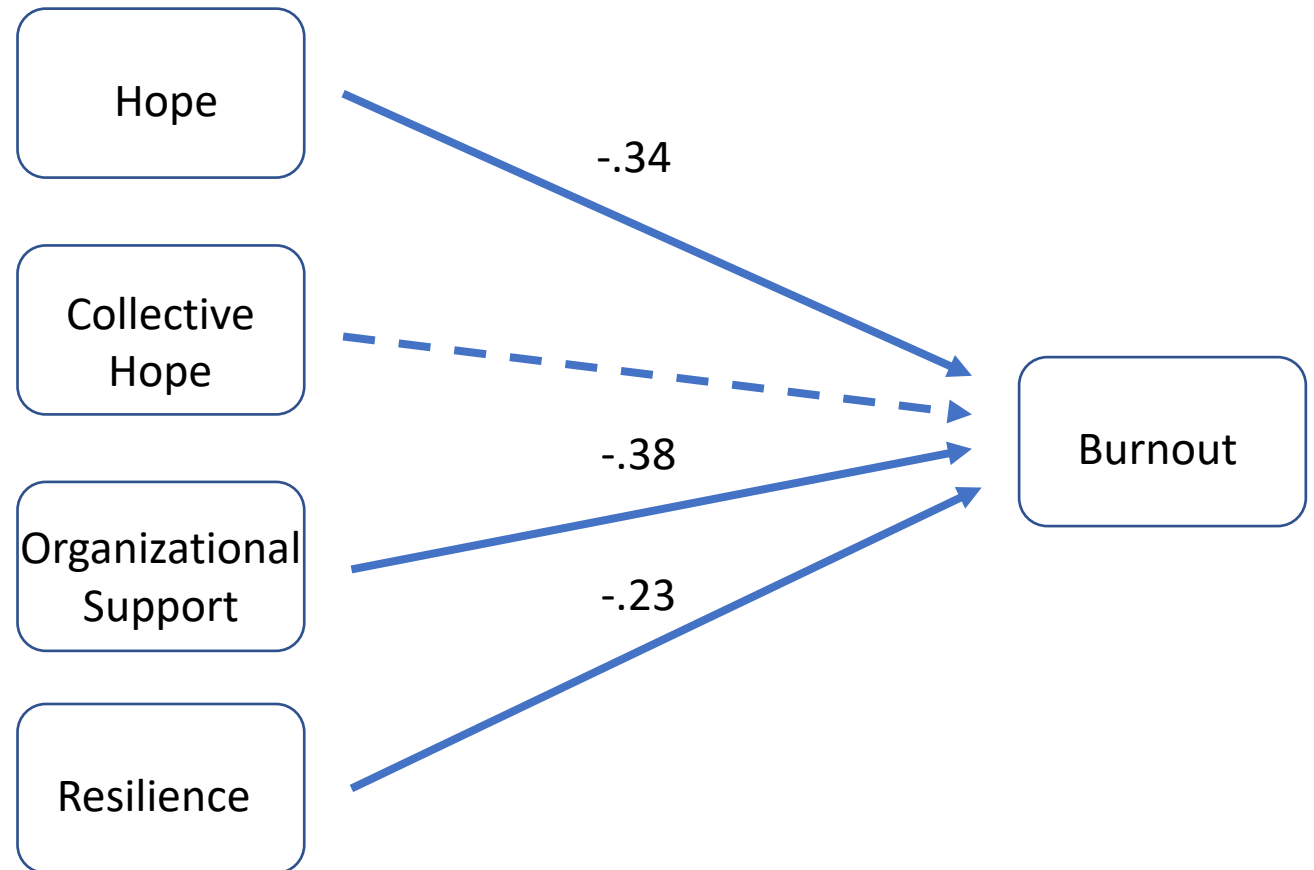 Hope
-.34
Collective
Hope
-.38
Burnout
Organizational
Support
-.23
Resilience